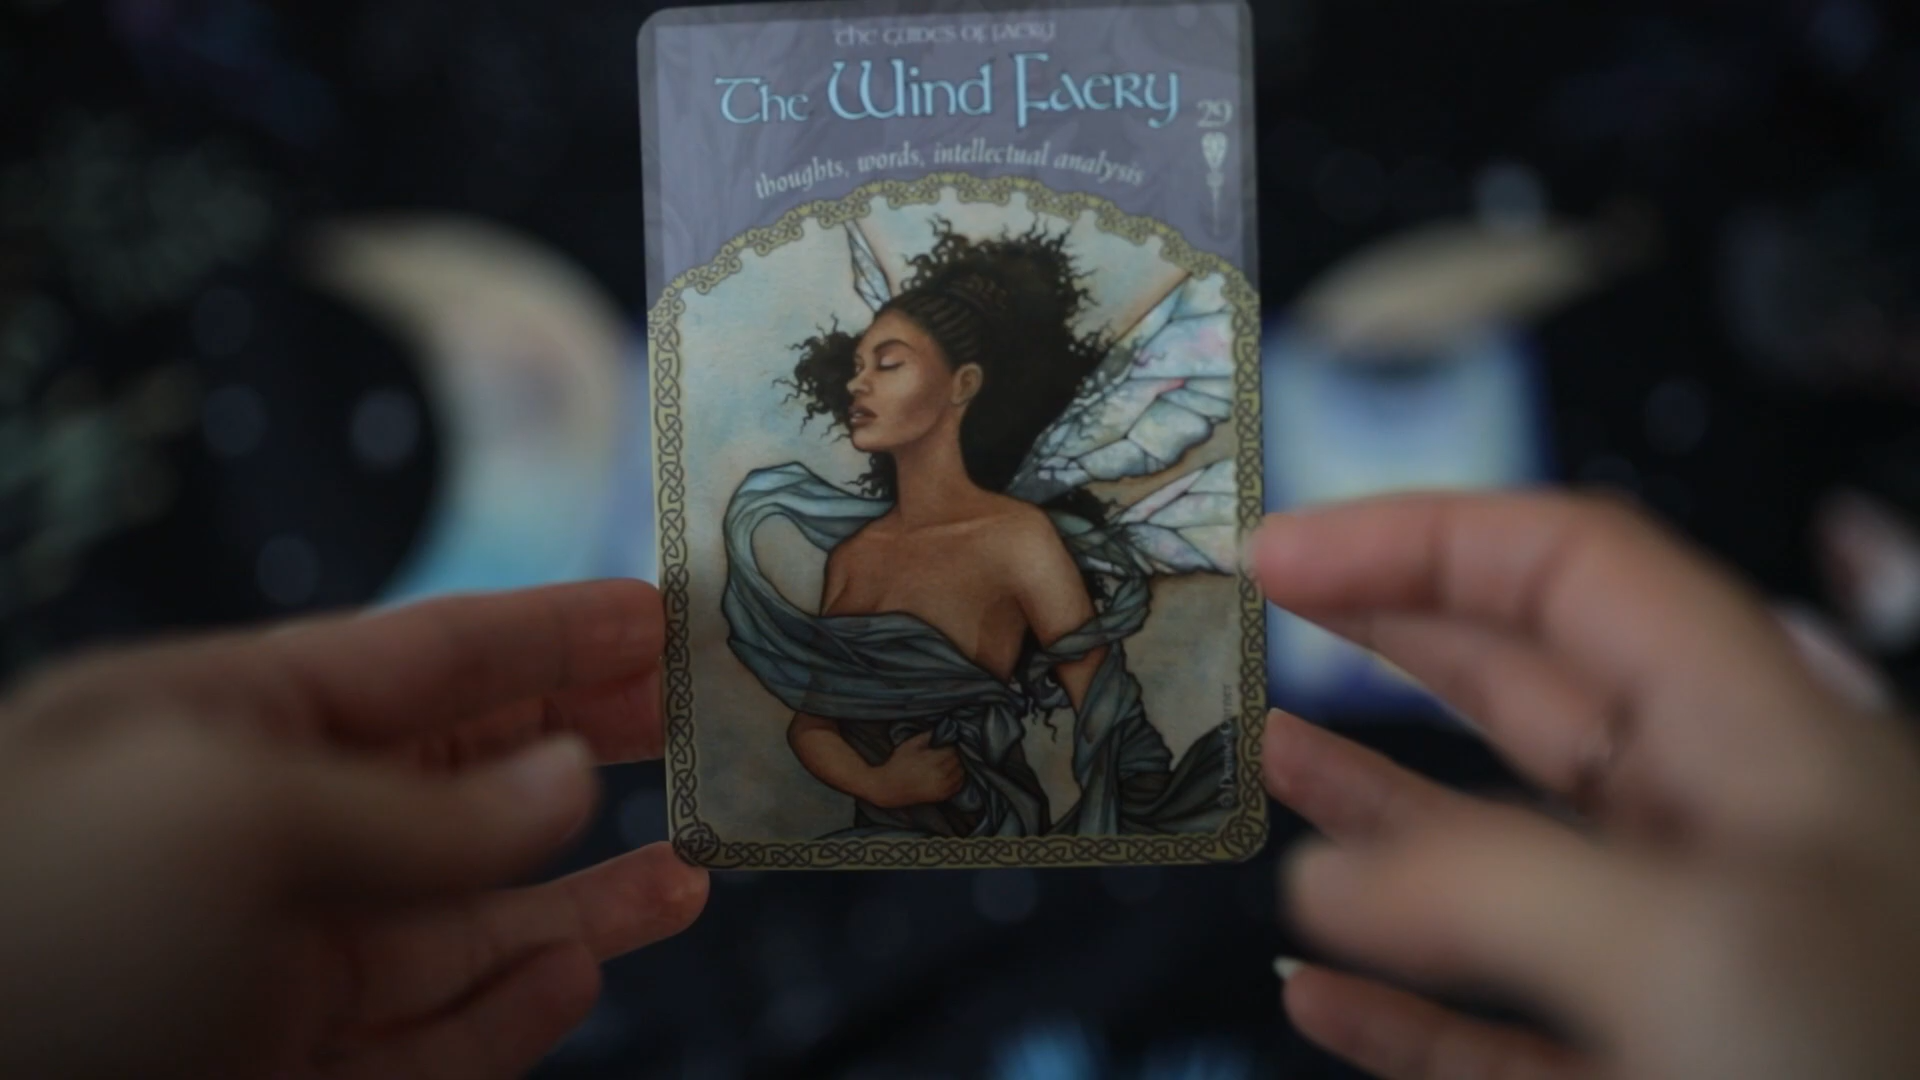 The Guides of Faery
The Wind Faery
29
thoughts, words, intellectual analysis